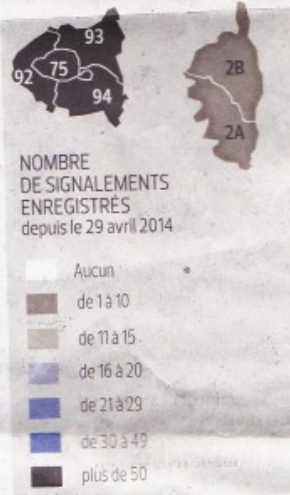 93
92
75
94
2B
2A
NOMBRE
DE SIGNALEMENTS
ENREGISTRÉS
depuis le 29 avril 2014
Aucun
de 1 à 10
de 11 à 15
de 16 à 20
de 21 à 29
de 30 à 49
plus de 50